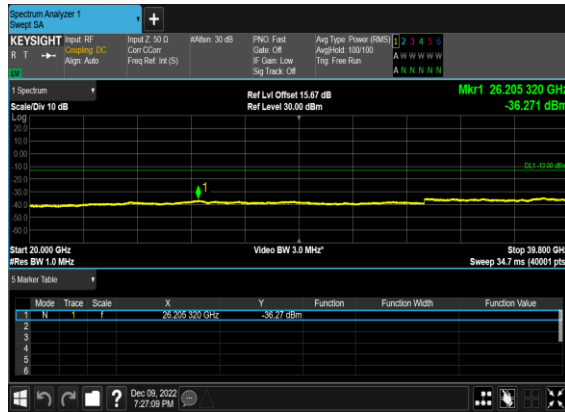 Spectrum Analyzer 1
Swept SA
+
KEYSIGHT Input: RF Input Z: 50 Ω #Atten: 30 dB PNO: Fast Avg Type: Power (RMS) 1 2 3 4 5 6
R T Coupling: DC Corr CCorr Gate: Off Avg|Hold: 100/100 A W W W W W
Align: Auto Freq Ref: Int (S) IF Gain: Low Trig: Free Run
LU Sig Track: Off A N N N N N
1 Spectrum Ref Lvl Offset 15.67 dB Mkr1 26.205 320 GHz
Scale/Div 10 dB Ref Level 30.00 dBm -36.271 dBm
Log
20.0
10.0
0.00
-10.0 DL1 -13.00 dBm
-20.0
-30.0 1
-40.0
-50.0
-60.0
Start 20.000 GHz Video BW 3.0 MHz* Stop 39.800 GHz
#Res BW 1.0 MHz Sweep 34.7 ms (40001 pts)
5 Marker Table
Mode Trace Scale X Y Function Function Width Function Value
1 N 1 f 26.205 320 GHz -36.27 dBm
2
3
4
5
6
? Dec 09, 2022
7:27:09 PM